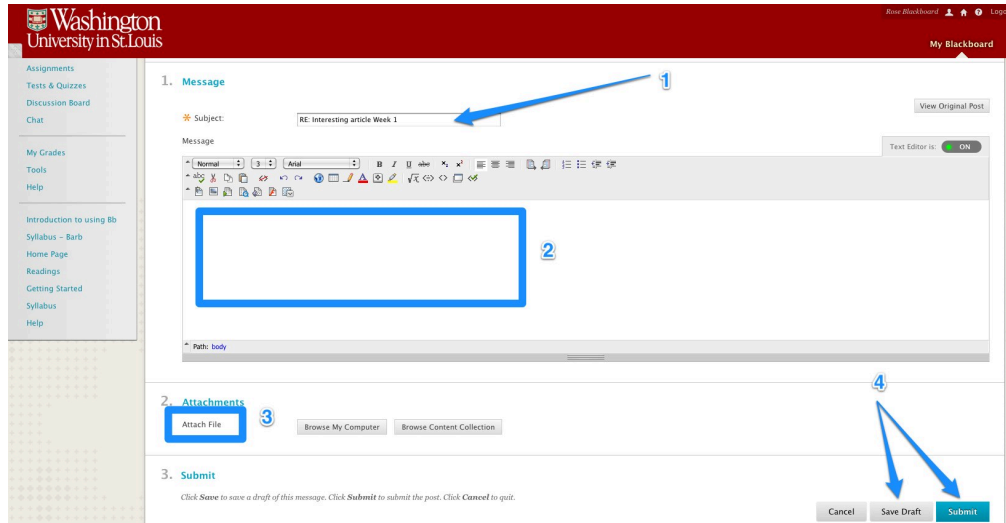 Washington
University in St.Louis
Rose Blackboard
Logo
My Blackboard
Assignments
Tests & Quizzes
Discussion Board
Chat
My Grades
Tools
Help
Introduction to using Bb
Syllabus – Barb
Home Page
Readings
Getting Started
Syllabus
Help
1. Message
1
View Original Post
Subject:
RE: Interesting article Week 1
Message
Text Editor is: ON
Normal 3 Arial B I U abc
abc
2
Path: body
2. Attachments
Attach File
3
Browse My Computer Browse Content Collection
4
3. Submit
Click Save to save a draft of this message. Click Submit to submit the post. Click Cancel to quit.
Cancel Save Draft Submit